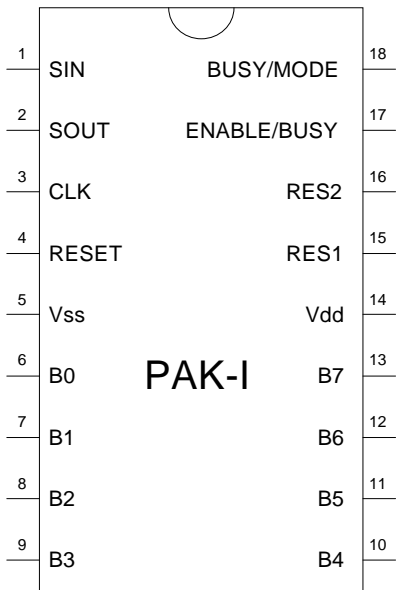 1 SIN BUSY/MODE 18
2 SOUT ENABLE/BUSY 17
3 CLK RES2 16
4 RESET RES1 15
5 Vss Vdd 14
6 B0 PAK-I B7 13
7 B1 B6 12
8 B2 B5 11
9 B3 B4 10